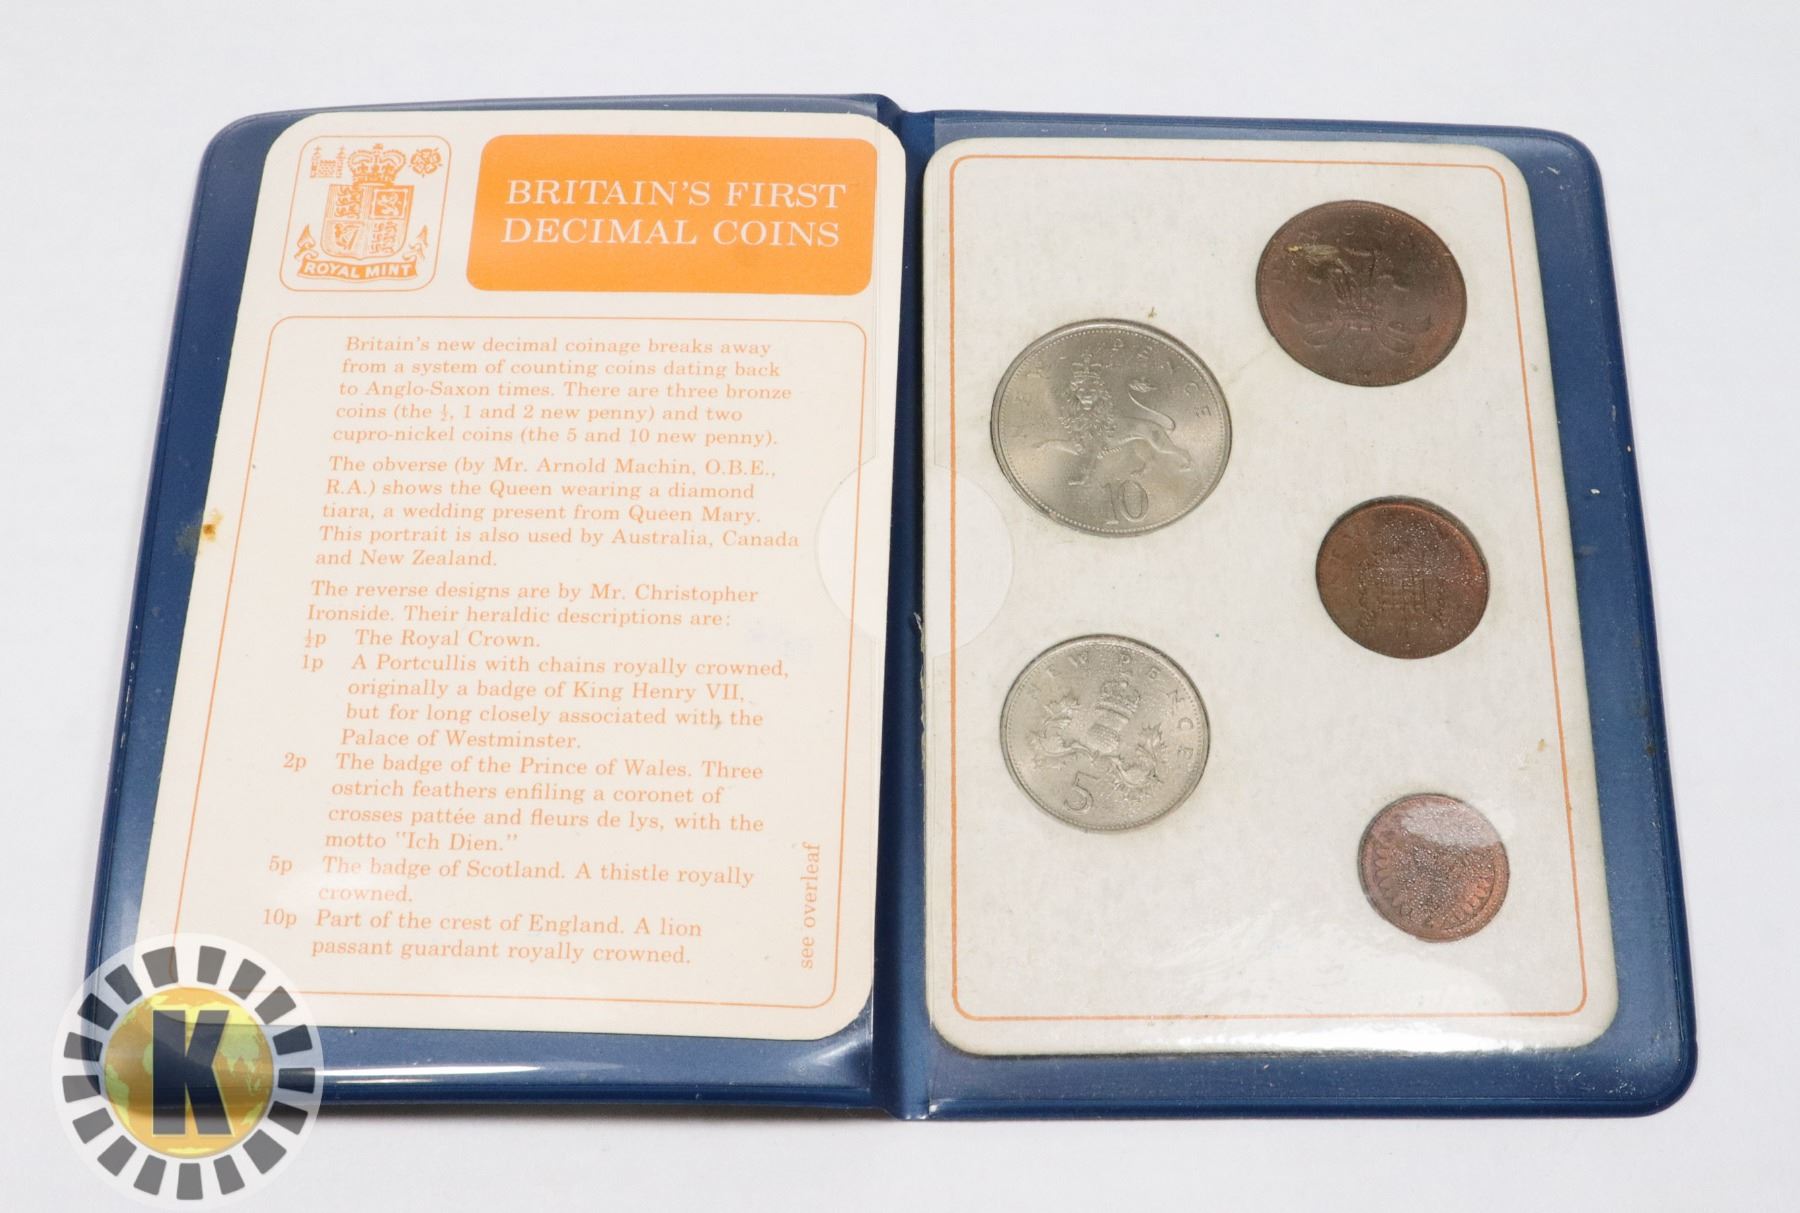 ROYAL MINT
BRITAIN'S FIRST
DECIMAL COINS
Britain's new decimal coinage breaks away
from a system of counting coins dating back
to Anglo-Saxon times. There are three bronze
coins (the ½, 1 and 2 new penny) and two
cupro-nickel coins (the 5 and 10 new penny).
The obverse (by Mr. Arnold Machin, O.B.E.,
R.A.) shows the Queen wearing a diamond
tiara, a wedding present from Queen Mary.
This portrait is also used by Australia, Canada
and New Zealand.
The reverse designs are by Mr. Christopher
Ironside. Their heraldic descriptions are:
½p The Royal Crown.
1p A Portcullis with chains royally crowned,
originally a badge of King Henry VII,
but for long closely associated with the
Palace of Westminster.
2p The badge of the Prince of Wales. Three
ostrich feathers enfiling a coronet of
crosses pattée and fleurs de lys, with the
motto "Ich Dien."
5p The badge of Scotland. A thistle royally
crowned.
10p Part of the crest of England. A lion
passant guardant royally crowned.
see overleaf
NEW PENCE
10
NEW PENCE
5
K